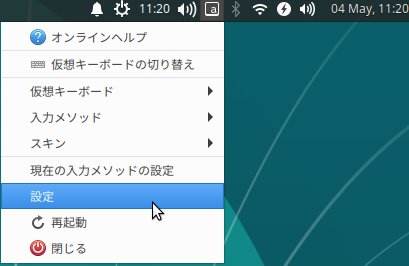 11:20
a
04 May, 11:20
オンラインヘルプ
仮想キーボードの切り替え
仮想キーボード
入力メソッド
スキン
現在の入力メソッドの設定
設定
再起動
閉じる